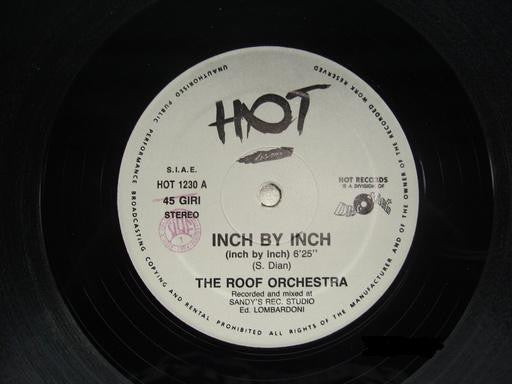 UNAUTHORISED PUBLIC PERFORMANCE BROADCASTING COPYING AND RENTAL PROHIBITED ALL RIGHTS OF THE MANUFACTURER AND OF THE OWNER OF THE RECORDED WORK RESERVED
HOT
S.I.A.E.
HOT 1230 A
45 GIRI
STEREO
HOT RECORDS
IS A DIVISION OF
INCH BY INCH
(inch by inch) 6'25"
(S. Dian)
THE ROOF ORCHESTRA
Recorded and mixed at
SANDY'S REC. STUDIO
Ed. LOMBARDONI